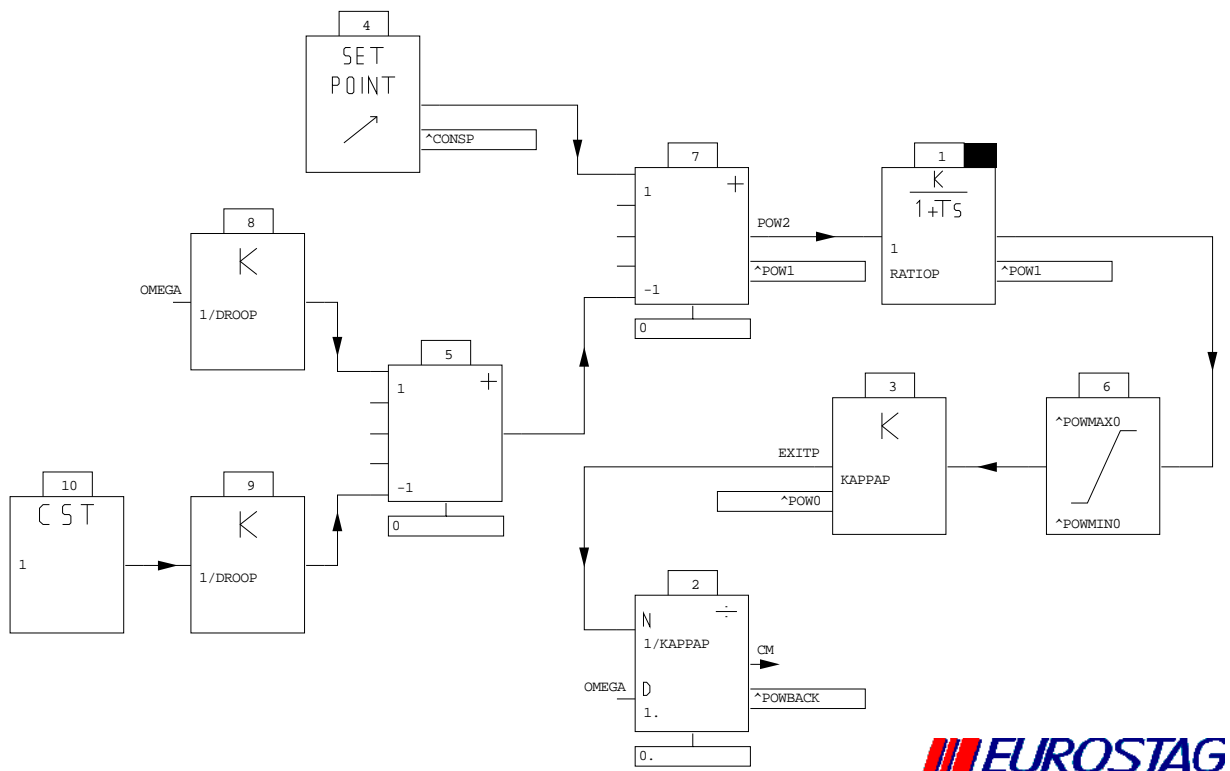 4
SET
POINT
^CONSP
7
1
+
-1
POW2
^POW1
0
1
K
1+Ts
1
RATIOP
^POW1
8
K
OMEGA
1/DROOP
5
1
+
-1
0
3
K
EXITP
KAPPAP
^POW0
6
^POWMAX0
^POWMIN0
10
CST
1
9
K
1/DROOP
2
N
÷
1/KAPPAP
CM
OMEGA
D
^POWBACK
1.
0.
EUROSTAG